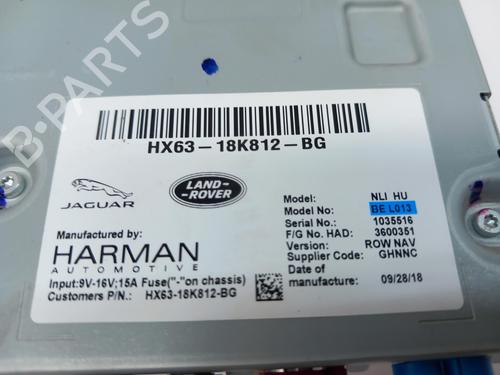 HX63-18K812-BG
JAGUAR
LAND-
ROVER
Manufactured by:
HARMAN
AUTOMOTIVE
Input:9V-16V;15A Fuse("-"on chassis)
Customers P/N.: HX63-18K812-BG
Model: NLI HU
Model No: BE L013
Serial No: 1035516
F/G No. HAD: 3600351
Version: ROW NAV
Supplier Code: GHNNC
Date of
manufacture: 09/28/18
B-PARTS